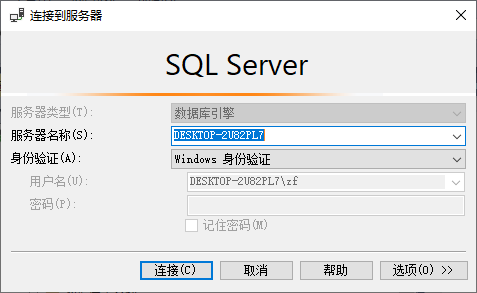 连接到服务器
SQL Server
服务器类型(T): 数据库引擎
服务器名称(S): DESKTOP-2U82PL7
身份验证(A): Windows 身份验证
用户名(U): DESKTOP-2U82PL7\zf
密码(P):
记住密码(M)
连接(C) 取消 帮助 选项(O) >>